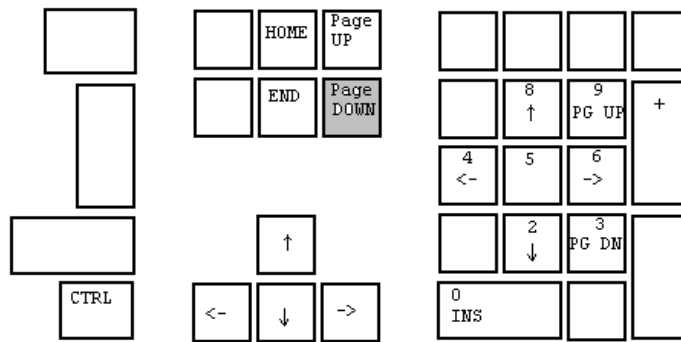 HOME
Page
UP
END
Page
DOWN
↑
<-
↓
->
CTRL
8
↑
9
PG UP
+
4
<-
5
6
->
2
↓
3
PG DN
0
INS